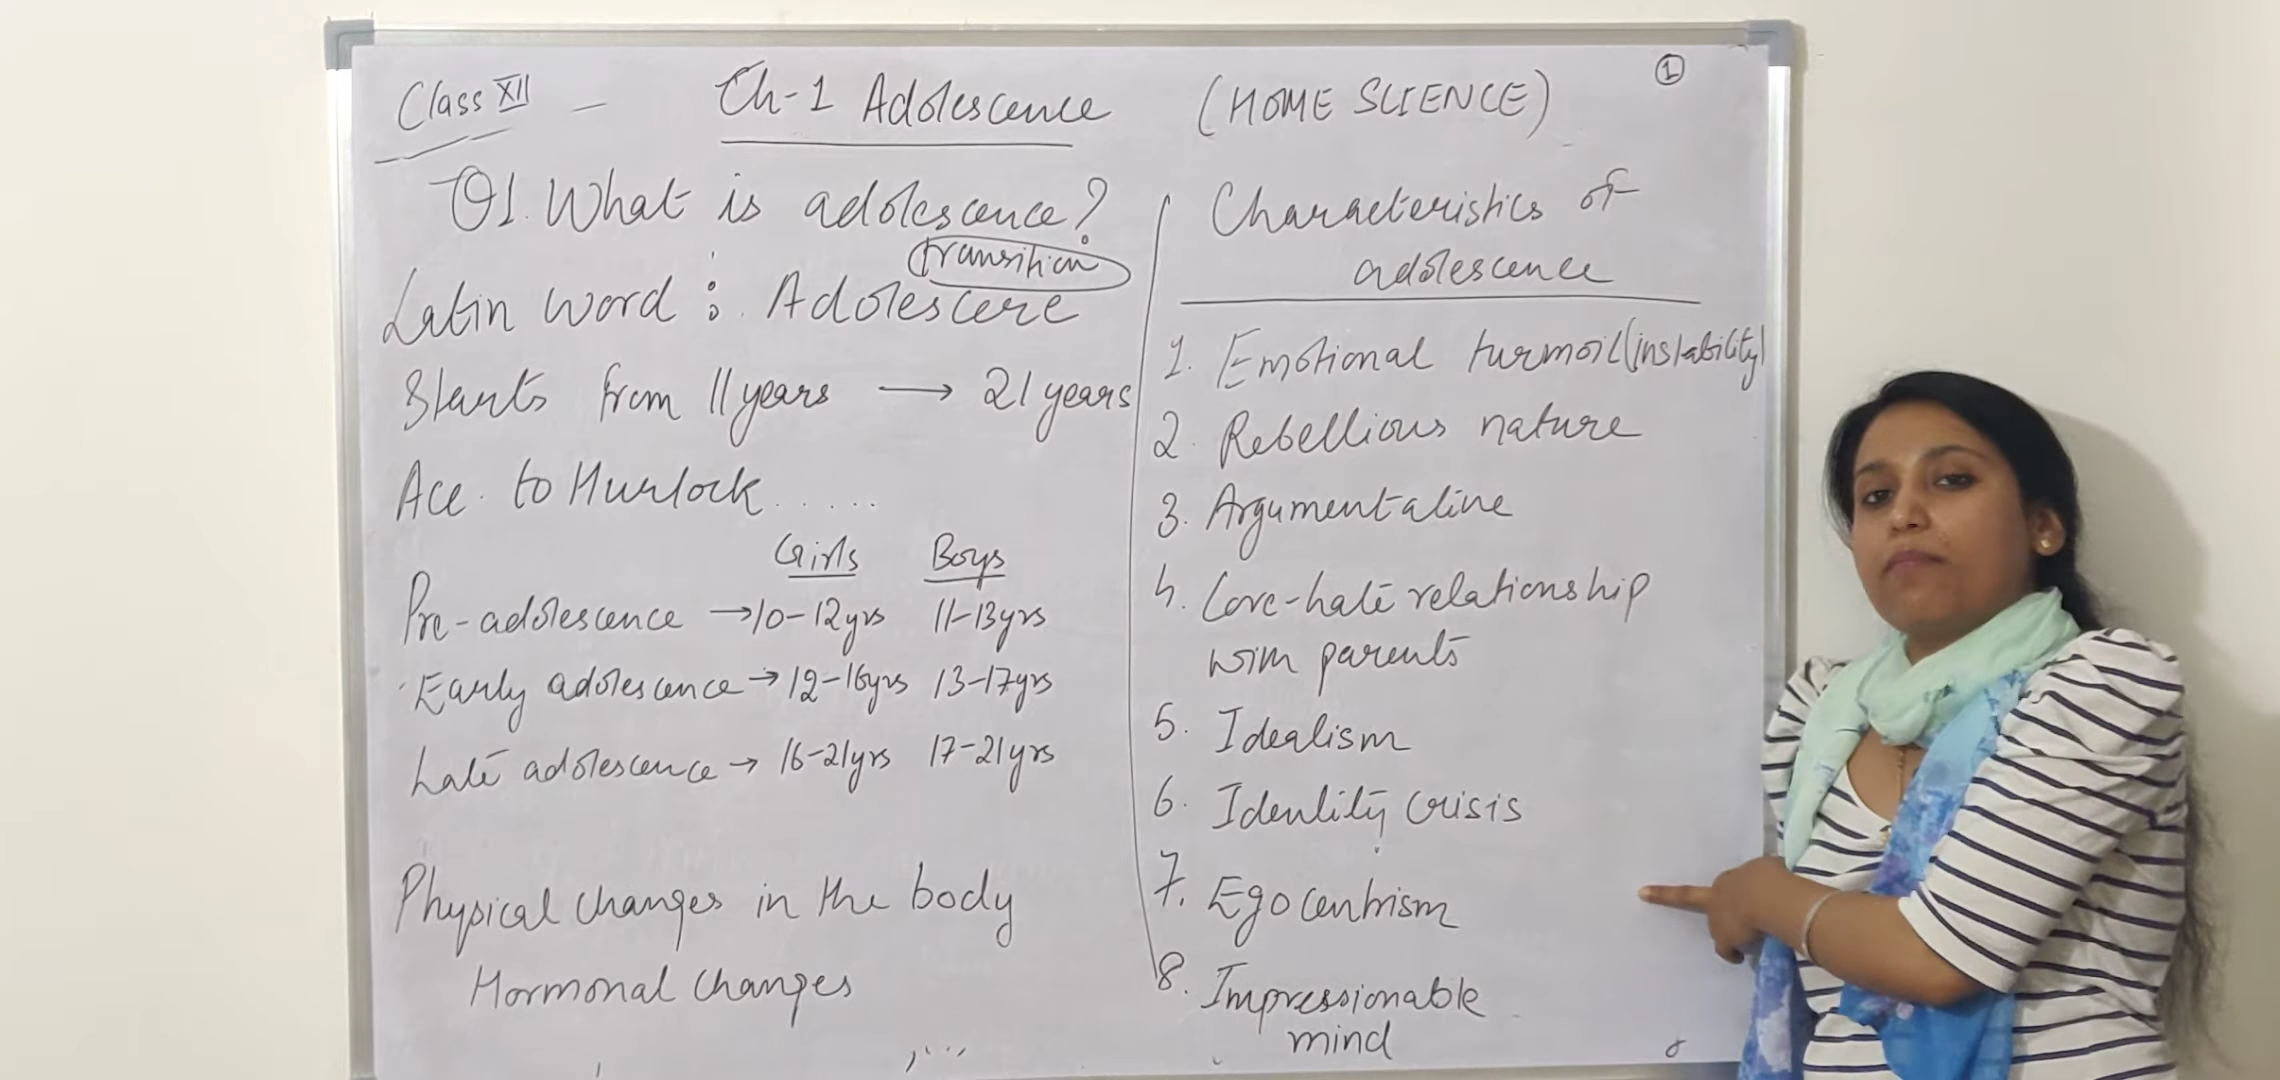 Class XII - Ch-1 Adolescence (HOME SCIENCE) 1
Q1. What is adolescence?
transition
Latin word : Adolescere
Starts from 11 years → 21 years
Acc. to Hurlock.....
Girls Boys
Pre-adolescence → 10-12yrs 11-13yrs
Early adolescence → 12-16yrs 13-17yrs
Late adolescence → 16-21yrs 17-21yrs
Physical changes in the body
Hormonal changes
Characteristics of
adolescence
1. Emotional turmoil (instability)
2. Rebellious nature
3. Argumentative
4. Love-hate relationship
with parents
5. Idealism
6. Identity crisis
7. Egocentrism
8. Impressionable
mind